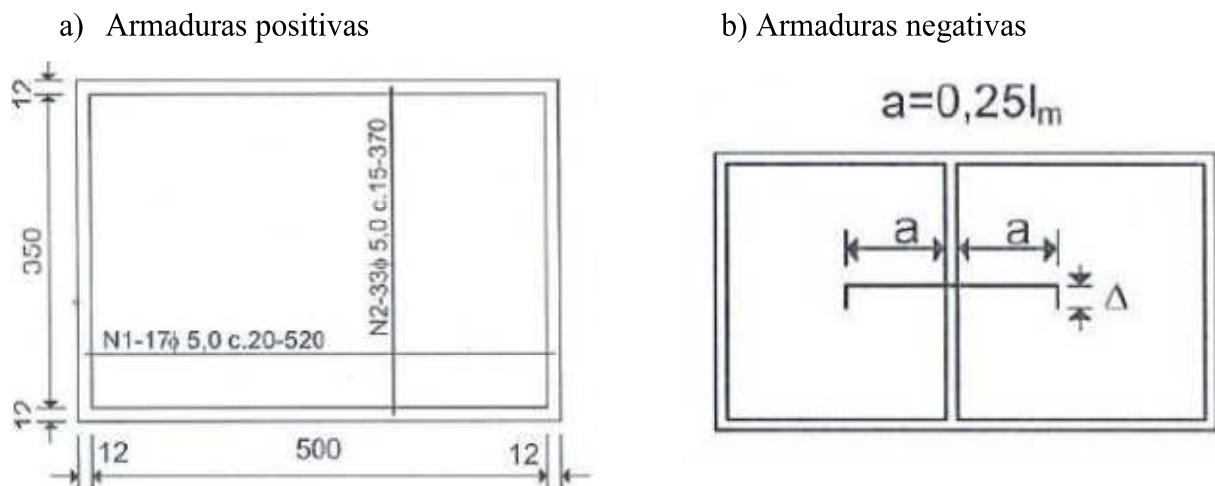 a) Armaduras positivas
12
350
12
N2-33ϕ 5,0 c.15-370
N1-17ϕ 5,0 c.20-520
12
500
12
b) Armaduras negativas
a=0,25lₘ
a
a
Δ